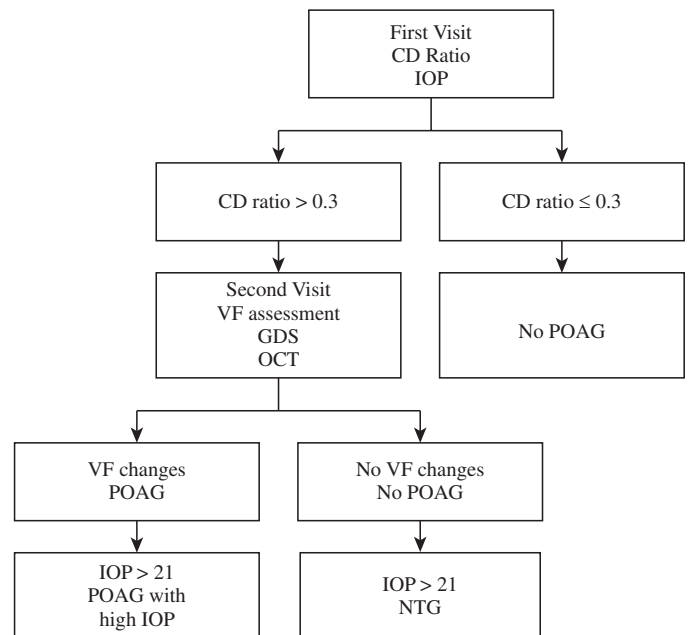 First Visit
CD Ratio
IOP
CD ratio > 0.3
CD ratio ≤ 0.3
Second Visit
VF assessment
GDS
OCT
No POAG
VF changes
POAG
No VF changes
No POAG
IOP > 21
POAG with
high IOP
IOP > 21
NTG